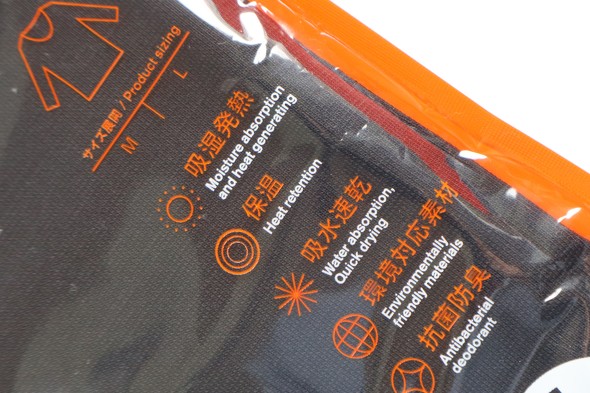 サイズ展開 / Product sizing
M L
吸湿発熱
Moisture absorption
and heat generating
保温
Heat retention
吸水速乾
Water absorption,
Quick drying
環境対応素材
Environmentally
friendly materials
抗菌防臭
Antibacterial
deodorant